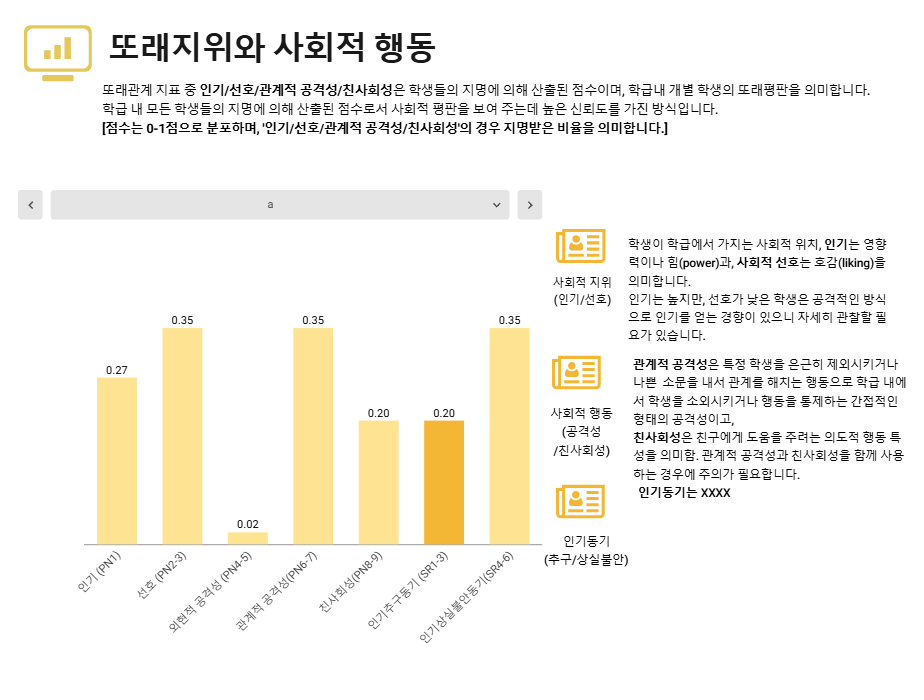 또래지위와 사회적 행동
또래관계 지표 중 인기/선호/관계적 공격성/친사회성은 학생들의 지명에 의해 산출된 점수이며, 학급내 개별 학생의 또래평판을 의미합니다.
학급 내 모든 학생들의 지명에 의해 산출된 점수로서 사회적 평판을 보여 주는데 높은 신뢰도를 가진 방식입니다.
[점수는 0-1점으로 분포하며, '인기/선호/관계적 공격성/친사회성'의 경우 지명받은 비율을 의미합니다.]
a
0.27
0.35
0.02
0.35
0.20
0.20
0.35
인기 (PN1)
선호 (PN2-3)
외현적 공격성 (PN4-5)
관계적 공격성(PN6-7)
친사회성(PN8-9)
인기추구동기 (SR1-3)
인기상실불안동기(SR4-6)
사회적 지위
(인기/선호)
학생이 학급에서 가지는 사회적 위치, 인기는 영향
력이나 힘(power)과, 사회적 선호는 호감(liking)을
의미합니다.
인기는 높지만, 선호가 낮은 학생은 공격적인 방식
으로 인기를 얻는 경향이 있으니 자세히 관찰할 필
요가 있습니다.
사회적 행동
(공격성
/친사회성)
관계적 공격성은 특정 학생을 은근히 제외시키거나
나쁜 소문을 내서 관계를 해치는 행동으로 학급 내에
서 학생을 소외시키거나 행동을 통제하는 간접적인
형태의 공격성이고,
친사회성은 친구에게 도움을 주려는 의도적 행동 특
성을 의미함. 관계적 공격성과 친사회성을 함께 사용
하는 경우에 주의가 필요합니다.
인기동기는 XXXX
인기동기
(추구/상실불안)